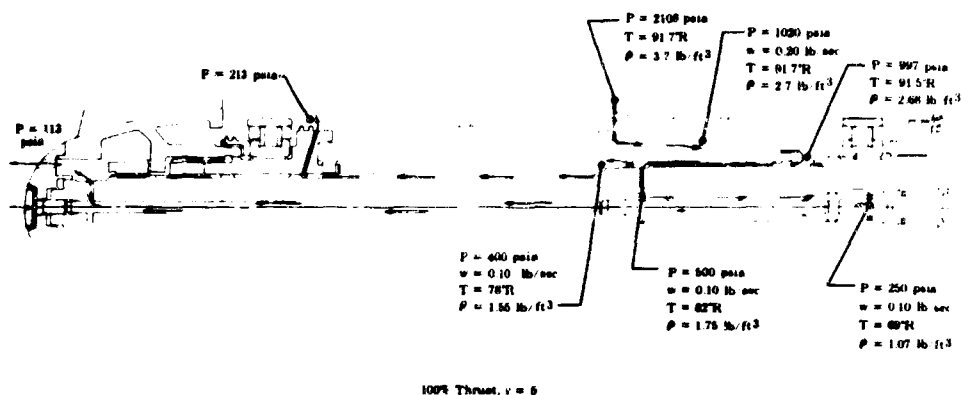 P = 2108 psia
T = 91.7°R
ρ = 3.7 lb/ft³
P = 1020 psia
w = 0.20 lb/sec
T = 91.7°R
ρ = 2.7 lb/ft³
P = 997 psia
T = 91.5°R
ρ = 2.68 lb/ft³
P = 213 psia
P = 113
psia
P = 400 psia
w = 0.10 lb/sec
T = 78°R
ρ = 1.55 lb/ft³
P = 500 psia
w = 0.10 lb/sec
T = 82°R
ρ = 1.75 lb/ft³
P = 250 psia
w = 0.10 lb/sec
T = 69°R
ρ = 1.07 lb/ft³
100% Thrust, r = 5